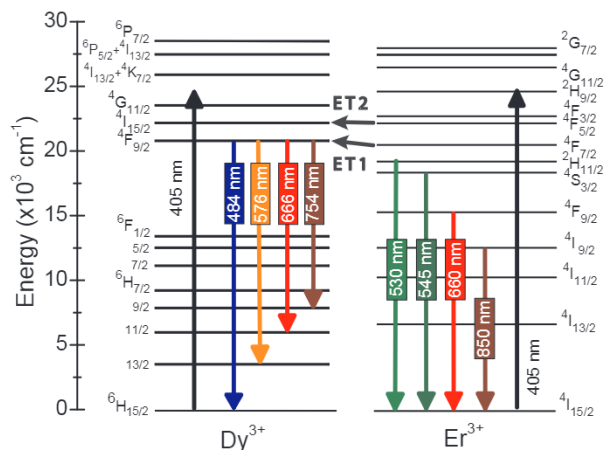 Energy (x10³ cm⁻¹)
30
25
20
15
10
5
0
⁶P₇/₂
⁶P₅/₂+⁴I₁₃/₂
⁴I₁₃/₂+⁴K₇/₂
⁴G₁₁/₂
⁴I₁₅/₂
⁴F₉/₂
⁶F₁/₂
5/2
7/2
⁶H₇/₂
9/2
11/2
13/2
⁶H₁₅/₂
405 nm
484 nm
576 nm
666 nm
754 nm
ET2
ET1
530 nm
545 nm
660 nm
850 nm
405 nm
²G₇/₂
⁴G₁₁/₂
²H₉/₂
⁴F₃/₂
⁴F₅/₂
⁴F₇/₂
²H₁₁/₂
⁴S₃/₂
⁴F₉/₂
⁴I₉/₂
⁴I₁₁/₂
⁴I₁₃/₂
⁴I₁₅/₂
Dy³⁺
Er³⁺